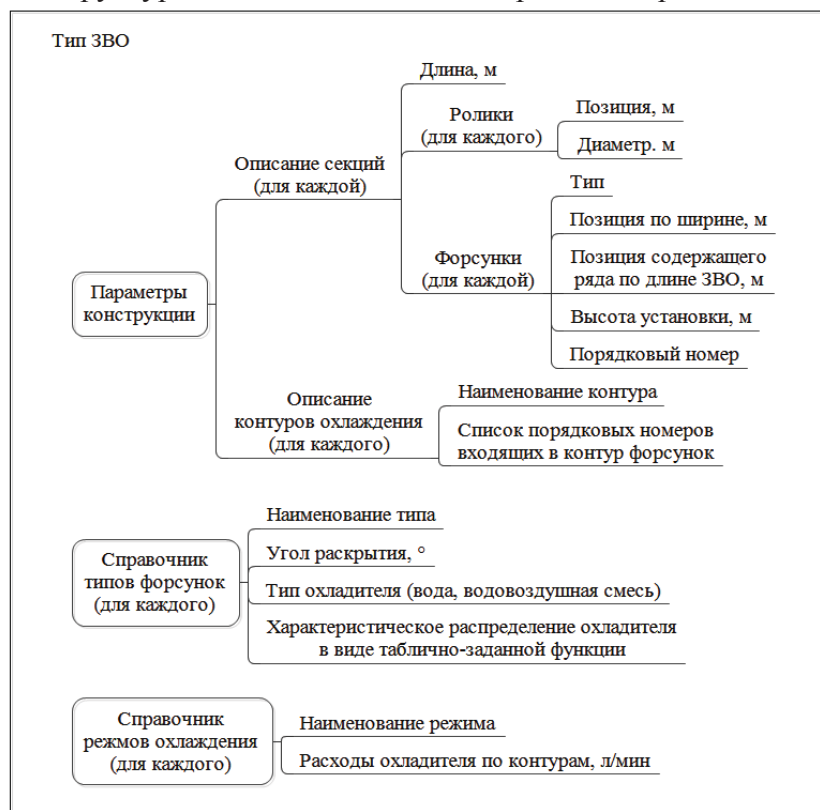 Тип ЗВО
Длина, м
Ролики
(для каждого)
Позиция, м
Диаметр. м
Описание секций
(для каждой)
Тип
Позиция по ширине, м
Форсунки
(для каждой)
Позиция содержащего
ряда по длине ЗВО, м
Высота установки, м
Порядковый номер
Параметры
конструкции
Описание
контуров охлаждения
(для каждого)
Наименование контура
Список порядковых номеров
входящих в контур форсунок
Справочник
типов форсунок
(для каждого)
Наименование типа
Угол раскрытия, °
Тип охладителя (вода, водовоздушная смесь)
Характеристическое распределение охладителя
в виде таблично-заданной функции
Справочник
режмов охлаждения
(для каждого)
Наименование режима
Расходы охладителя по контурам, л/мин